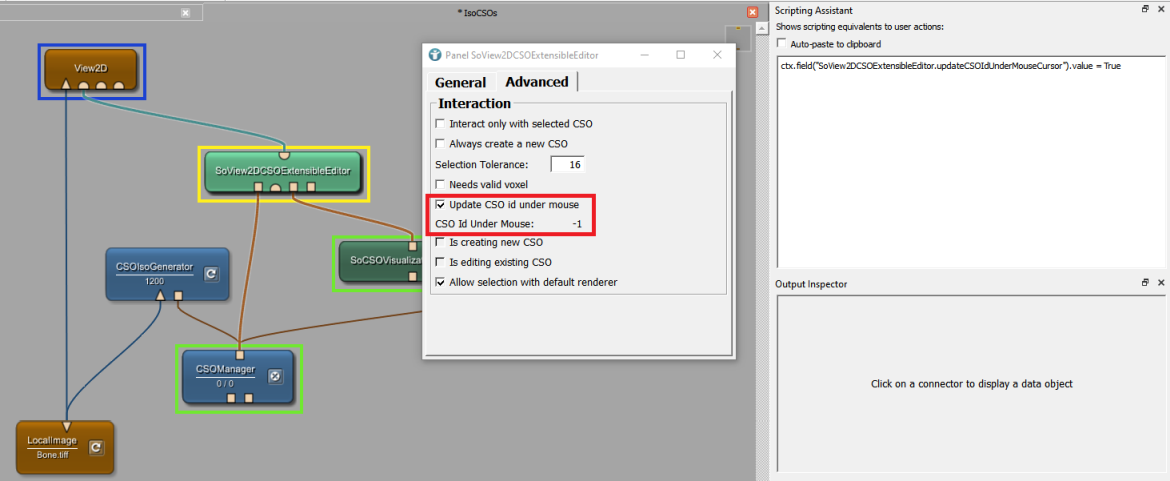 * IsoCSOs
View2D
SoView2DCSOExtensibleEditor
CSOIsoGenerator
1200
SoCSOVisualizat
CSOManager
0 / 0
LocalImage
Bone.tiff
Panel SoView2DCSOExtensibleEditor
General
Advanced
Interaction
Interact only with selected CSO
Always create a new CSO
Selection Tolerance: 16
Needs valid voxel
Update CSO id under mouse
CSO Id Under Mouse: -1
Is creating new CSO
Is editing existing CSO
Allow selection with default renderer
Scripting Assistant
Shows scripting equivalents to user actions:
Auto-paste to clipboard
ctx.field("SoView2DCSOExtensibleEditor.updateCSOIdUnderMouseCursor").value = True
Output Inspector
Click on a connector to display a data object